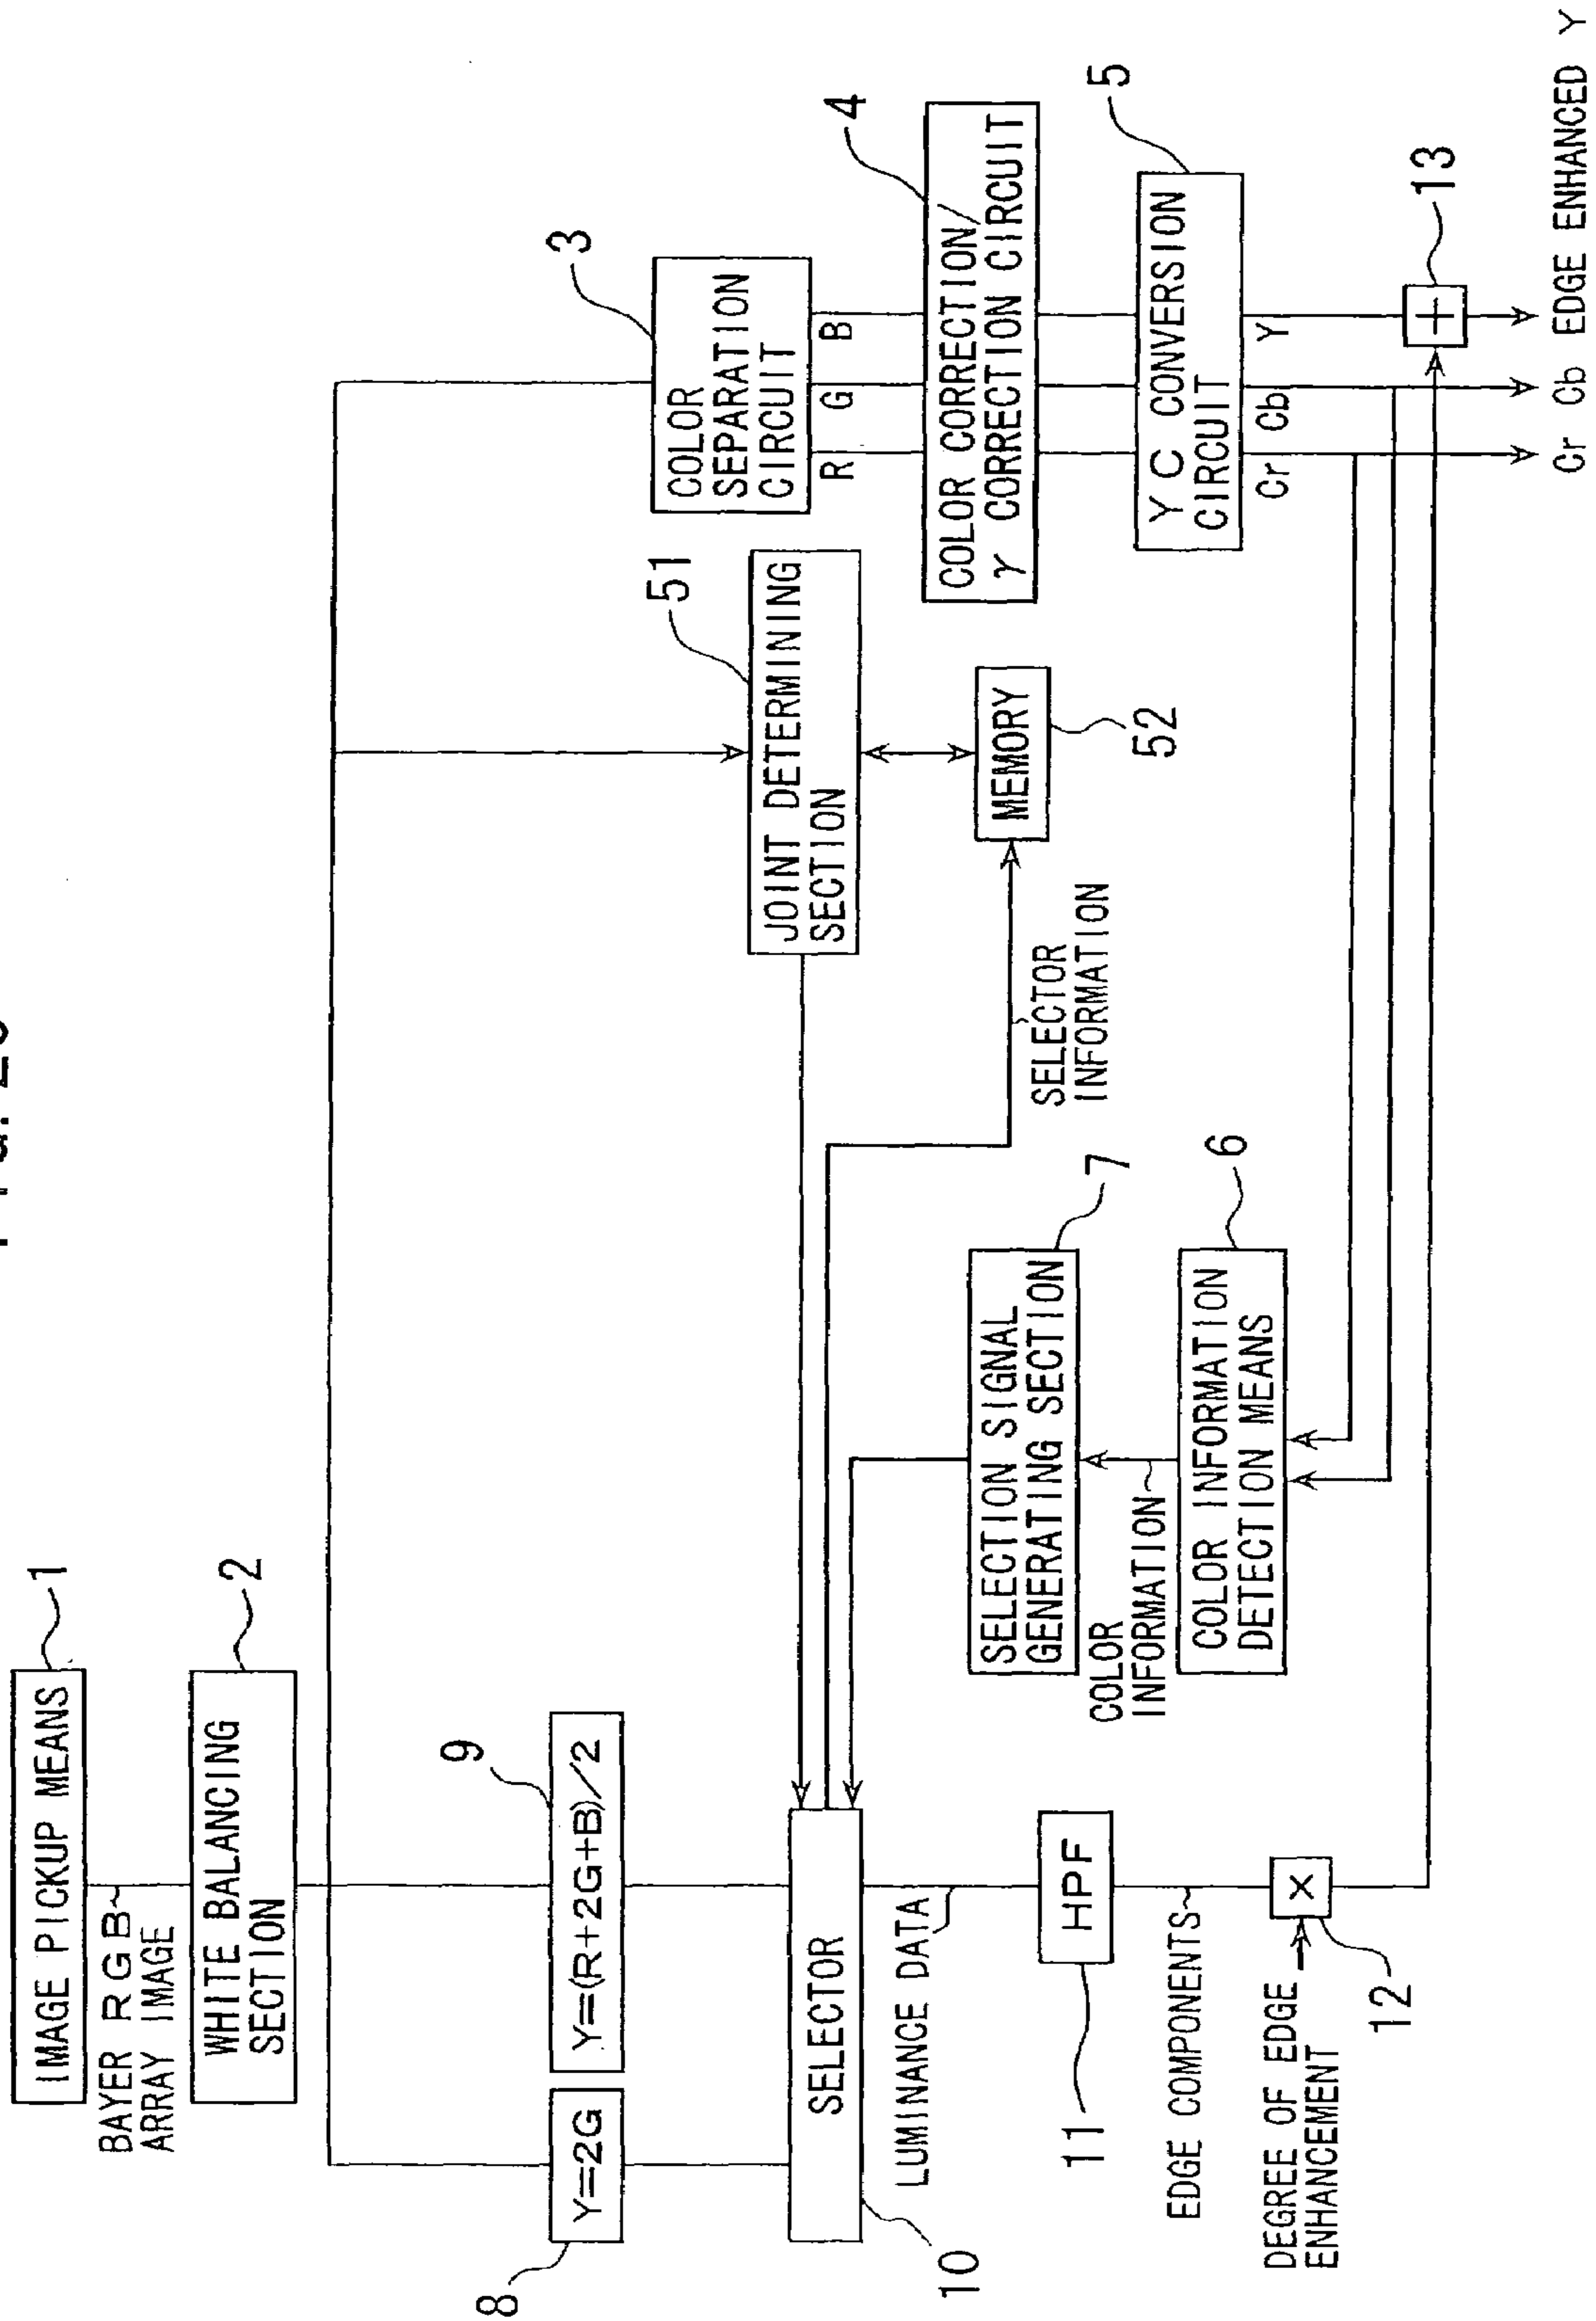 IMAGE PICKUP MEANS
1
BAYER RGB
ARRAY IMAGE
WHITE BALANCING
SECTION
2
8
Y=2G
9
Y=(R+2G+B)/2
SELECTOR
10
LUMINANCE DATA
HPF
11
EDGE COMPONENTS
DEGREE OF EDGE
ENHANCEMENT
×
12
SELECTION SIGNAL
GENERATING SECTION
7
COLOR
INFORMATION
COLOR INFORMATION
DETECTION MEANS
6
JOINT DETERMINING
SECTION
51
MEMORY
52
SELECTOR
INFORMATION
COLOR
SEPARATION
CIRCUIT
3
R G B
COLOR CORRECTION/
γ CORRECTION CIRCUIT
4
Y C CONVERSION
CIRCUIT
5
Cr Cb Y
+
13
Cr Cb EDGE ENHANCED Y